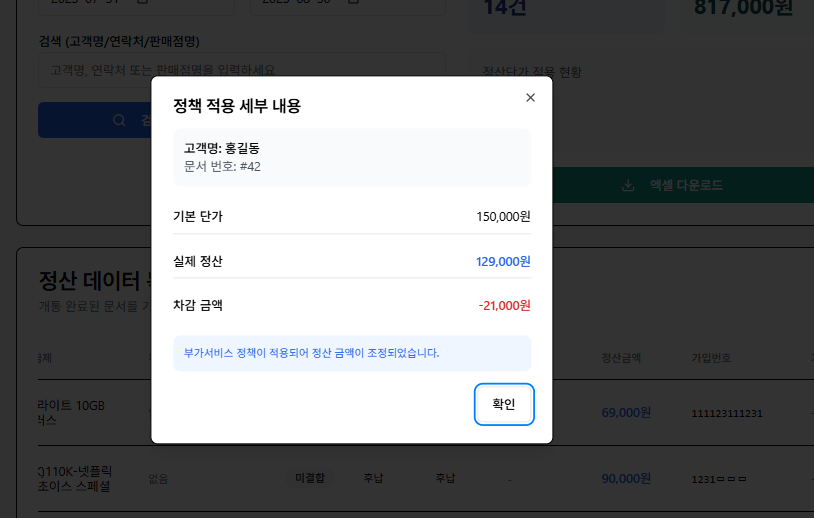 14건
817,000원
검색 (고객명/연락처/판매점명)
고객명, 연락처 또는 판매점명을 입력하세요
정산단가 적용 현황
정책 적용 세부 내용
고객명: 홍길동
문서 번호: #42
엑셀 다운로드
기본 단가 150,000원
실제 정산 129,000원
정산 데이터
차감 금액 -21,000원
개통 완료된 문서를
부가서비스 정책이 적용되어 정산 금액이 조정되었습니다.
정산금액 가입번호
확인
라이트 10GB
69,000원 111123111231 -
110K-넷플릭
초이스 스페셜
없음 미결합 후납 후납 - 90,000원 1231ㅁㅁㅁ